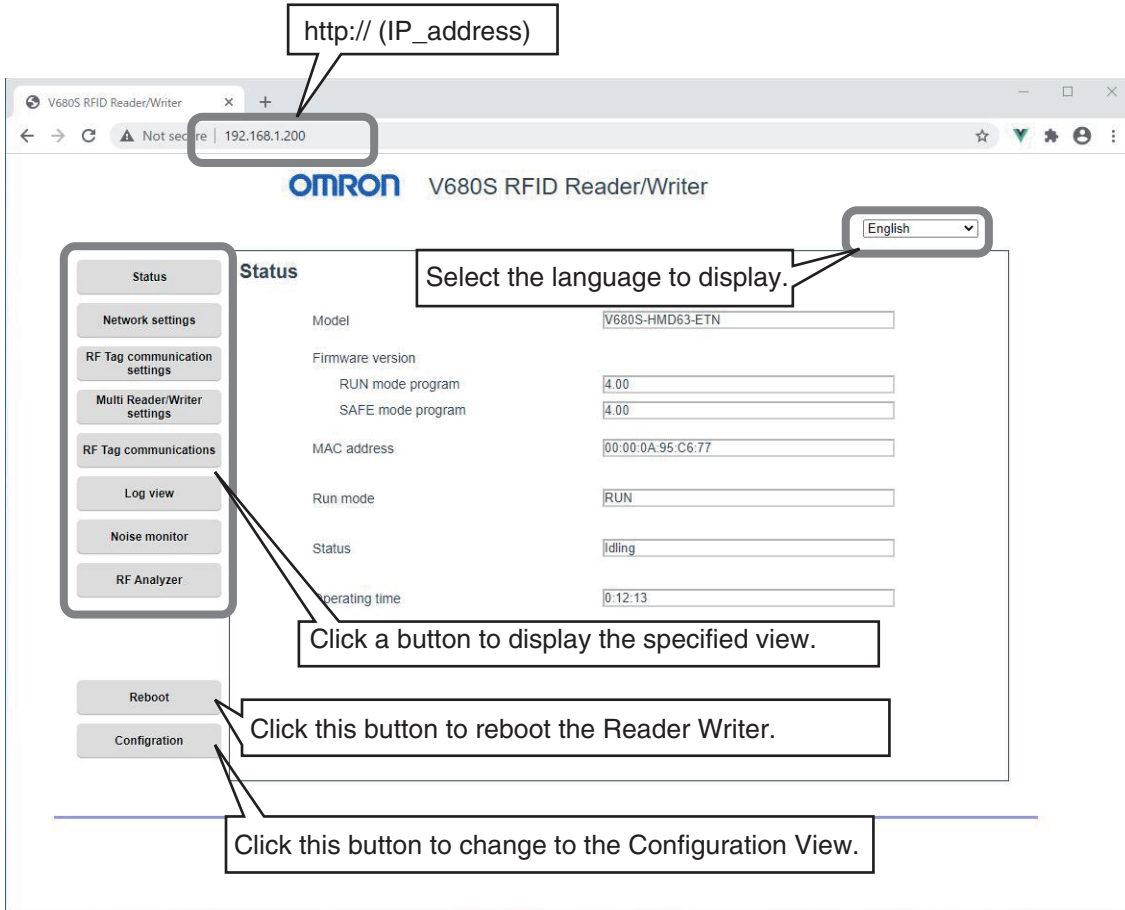 http:// (IP_address)
V680S RFID Reader/Writer
Not secure 192.168.1.200
OMRON V680S RFID Reader/Writer
English
Select the language to display.
Status
Network settings
RF Tag communication
settings
Multi Reader/Writer
settings
RF Tag communications
Log view
Noise monitor
RF Analyzer
Status
Model V680S-HMD63-ETN
Firmware version
RUN mode program 4.00
SAFE mode program 4.00
MAC address 00:00:0A:95:C6:77
Run mode RUN
Status Idling
Operating time 0:12:13
Click a button to display the specified view.
Reboot
Click this button to reboot the Reader Writer.
Configration
Click this button to change to the Configuration View.